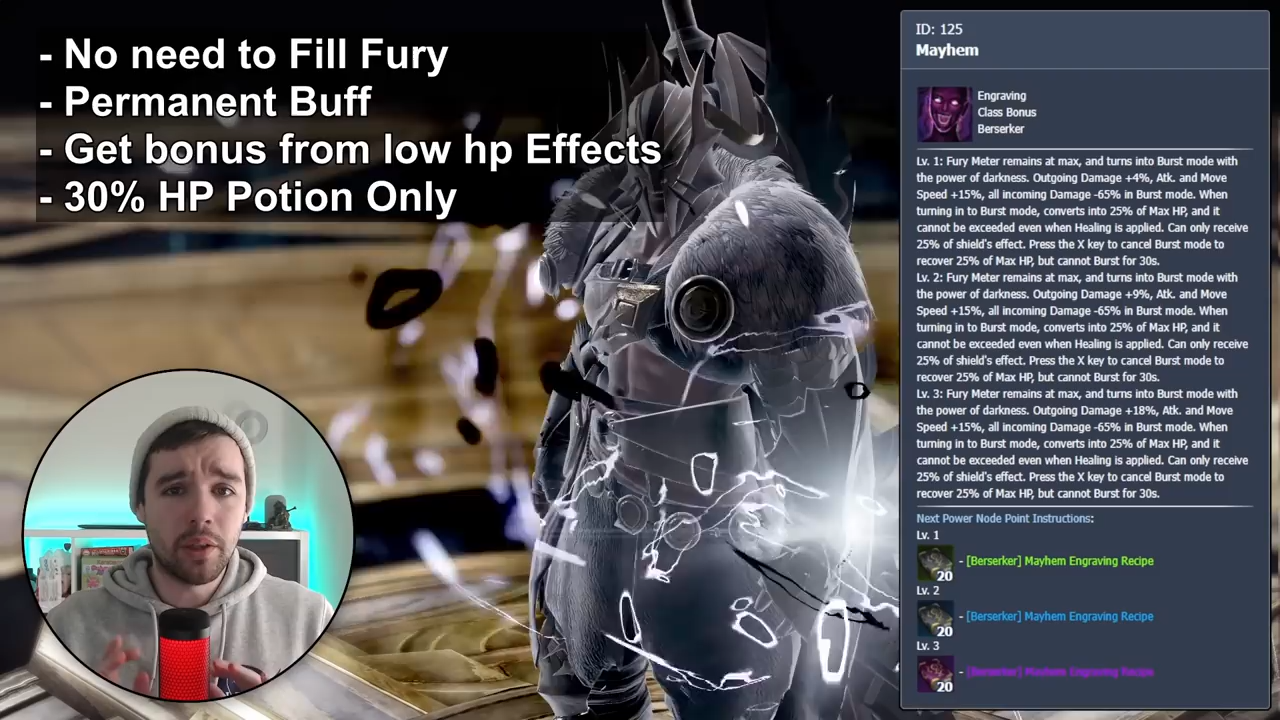 - No need to Fill Fury
- Permanent Buff
- Get bonus from low hp Effects
- 30% HP Potion Only
ID: 125
Mayhem
Engraving
Class Bonus
Berserker
Lv. 1: Fury Meter remains at max, and turns into Burst mode with
the power of darkness. Outgoing Damage +4%, Atk. and Move
Speed +15%, all incoming Damage -65% in Burst mode. When
turning in to Burst mode, converts into 25% of Max HP, and it
cannot be exceeded even when Healing is applied. Can only receive
25% of shield's effect. Press the X key to cancel Burst mode to
recover 25% of Max HP, but cannot Burst for 30s.
Lv. 2: Fury Meter remains at max, and turns into Burst mode with
the power of darkness. Outgoing Damage +9%, Atk. and Move
Speed +15%, all incoming Damage -65% in Burst mode. When
turning in to Burst mode, converts into 25% of Max HP, and it
cannot be exceeded even when Healing is applied. Can only receive
25% of shield's effect. Press the X key to cancel Burst mode to
recover 25% of Max HP, but cannot Burst for 30s.
Lv. 3: Fury Meter remains at max, and turns into Burst mode with
the power of darkness. Outgoing Damage +18%, Atk. and Move
Speed +15%, all incoming Damage -65% in Burst mode. When
turning in to Burst mode, converts into 25% of Max HP, and it
cannot be exceeded even when Healing is applied. Can only receive
25% of shield's effect. Press the X key to cancel Burst mode to
recover 25% of Max HP, but cannot Burst for 30s.
Next Power Node Point Instructions:
Lv. 1
20 - [Berserker] Mayhem Engraving Recipe
Lv. 2
20 - [Berserker] Mayhem Engraving Recipe
Lv. 3
20 - [Berserker] Mayhem Engraving Recipe